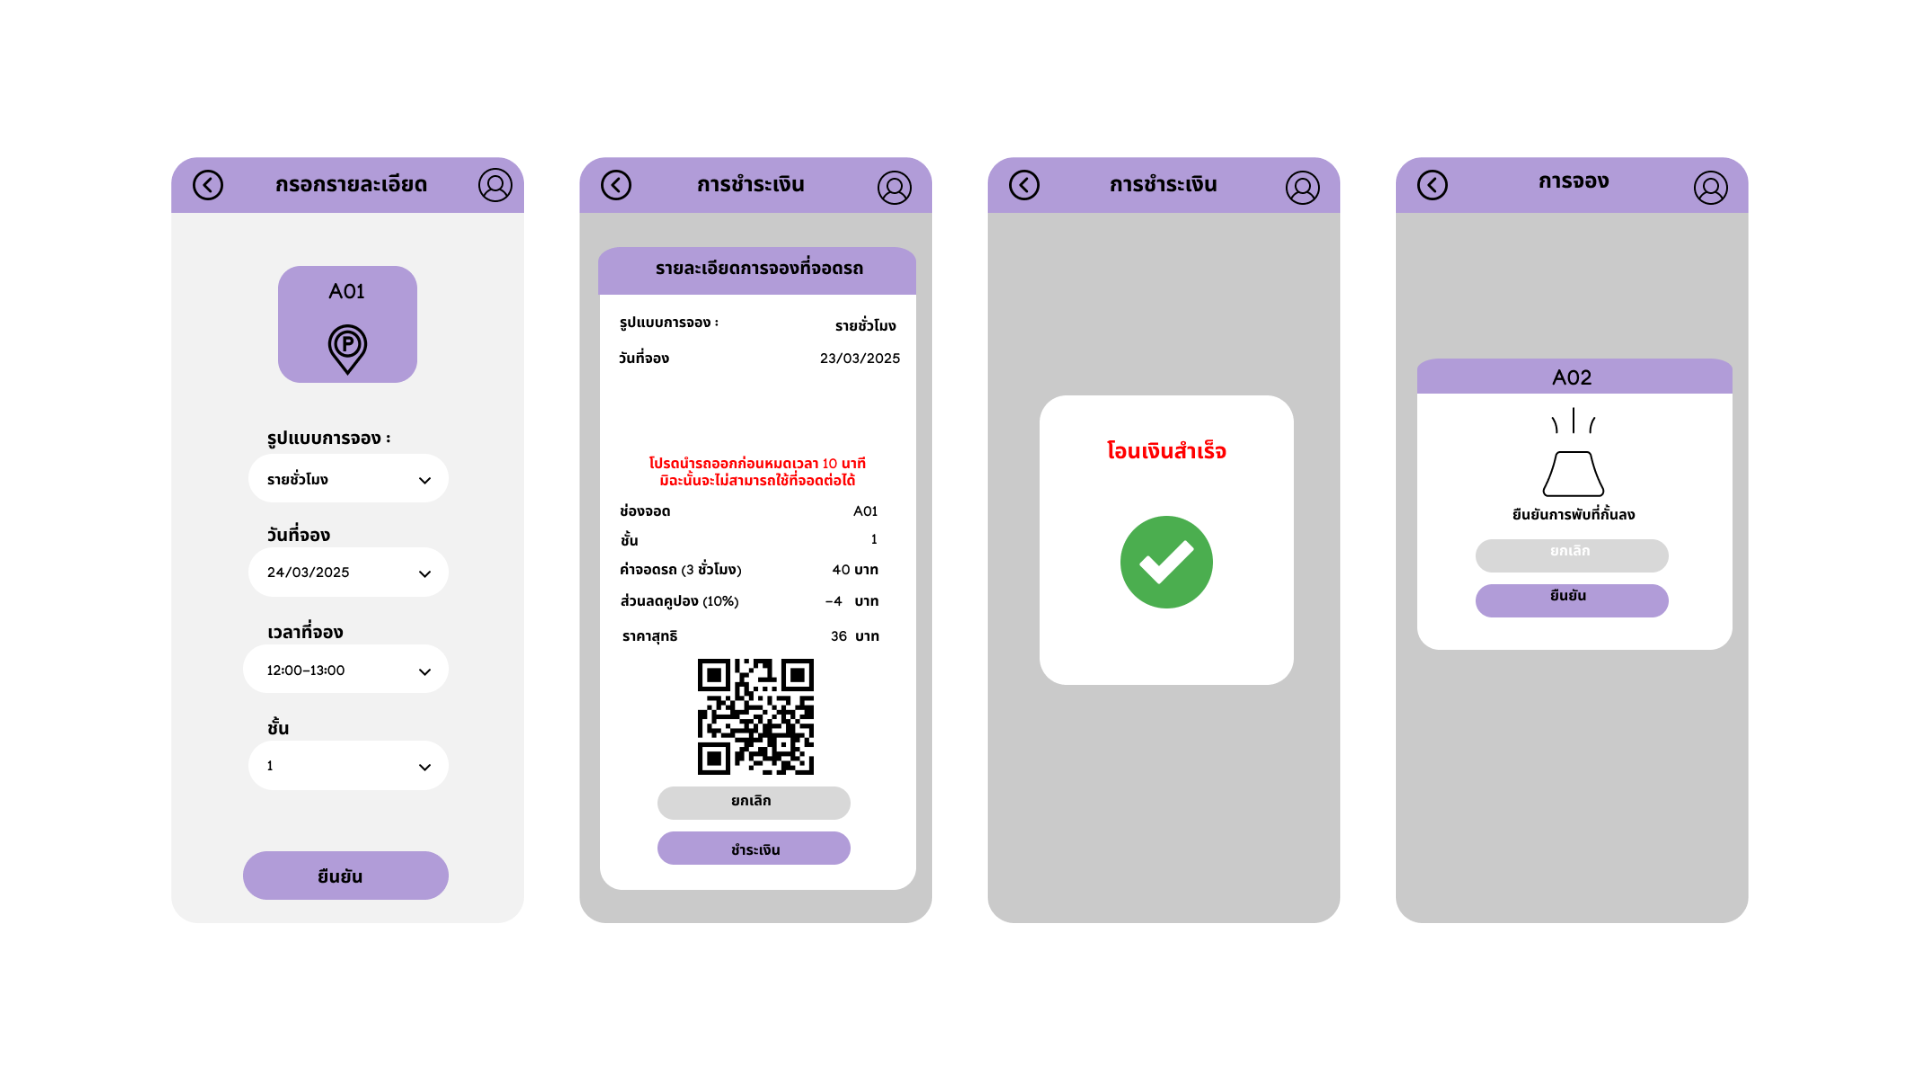 กรอกรายละเอียด
A01
P
รูปแบบการจอง :
รายชั่วโมง
วันที่จอง
24/03/2025
เวลาที่จอง
12:00-13:00
ชั้น
1
ยืนยัน
การชำระเงิน
รายละเอียดการจองที่จอดรถ
รูปแบบการจอง : รายชั่วโมง
วันที่จอง 23/03/2025
โปรดนำรถออกก่อนหมดเวลา 10 นาที
มิฉะนั้นจะไม่สามารถใช้ที่จอดต่อได้
ช่องจอด A01
ชั้น 1
ค่าจอดรถ (3 ชั่วโมง) 40 บาท
ส่วนลดคูปอง (10%) -4 บาท
ราคาสุทธิ 36 บาท
ยกเลิก
ชำระเงิน
การชำระเงิน
โอนเงินสำเร็จ
การจอง
A02
ยืนยันการพับที่กั้นลง
ยกเลิก
ยืนยัน